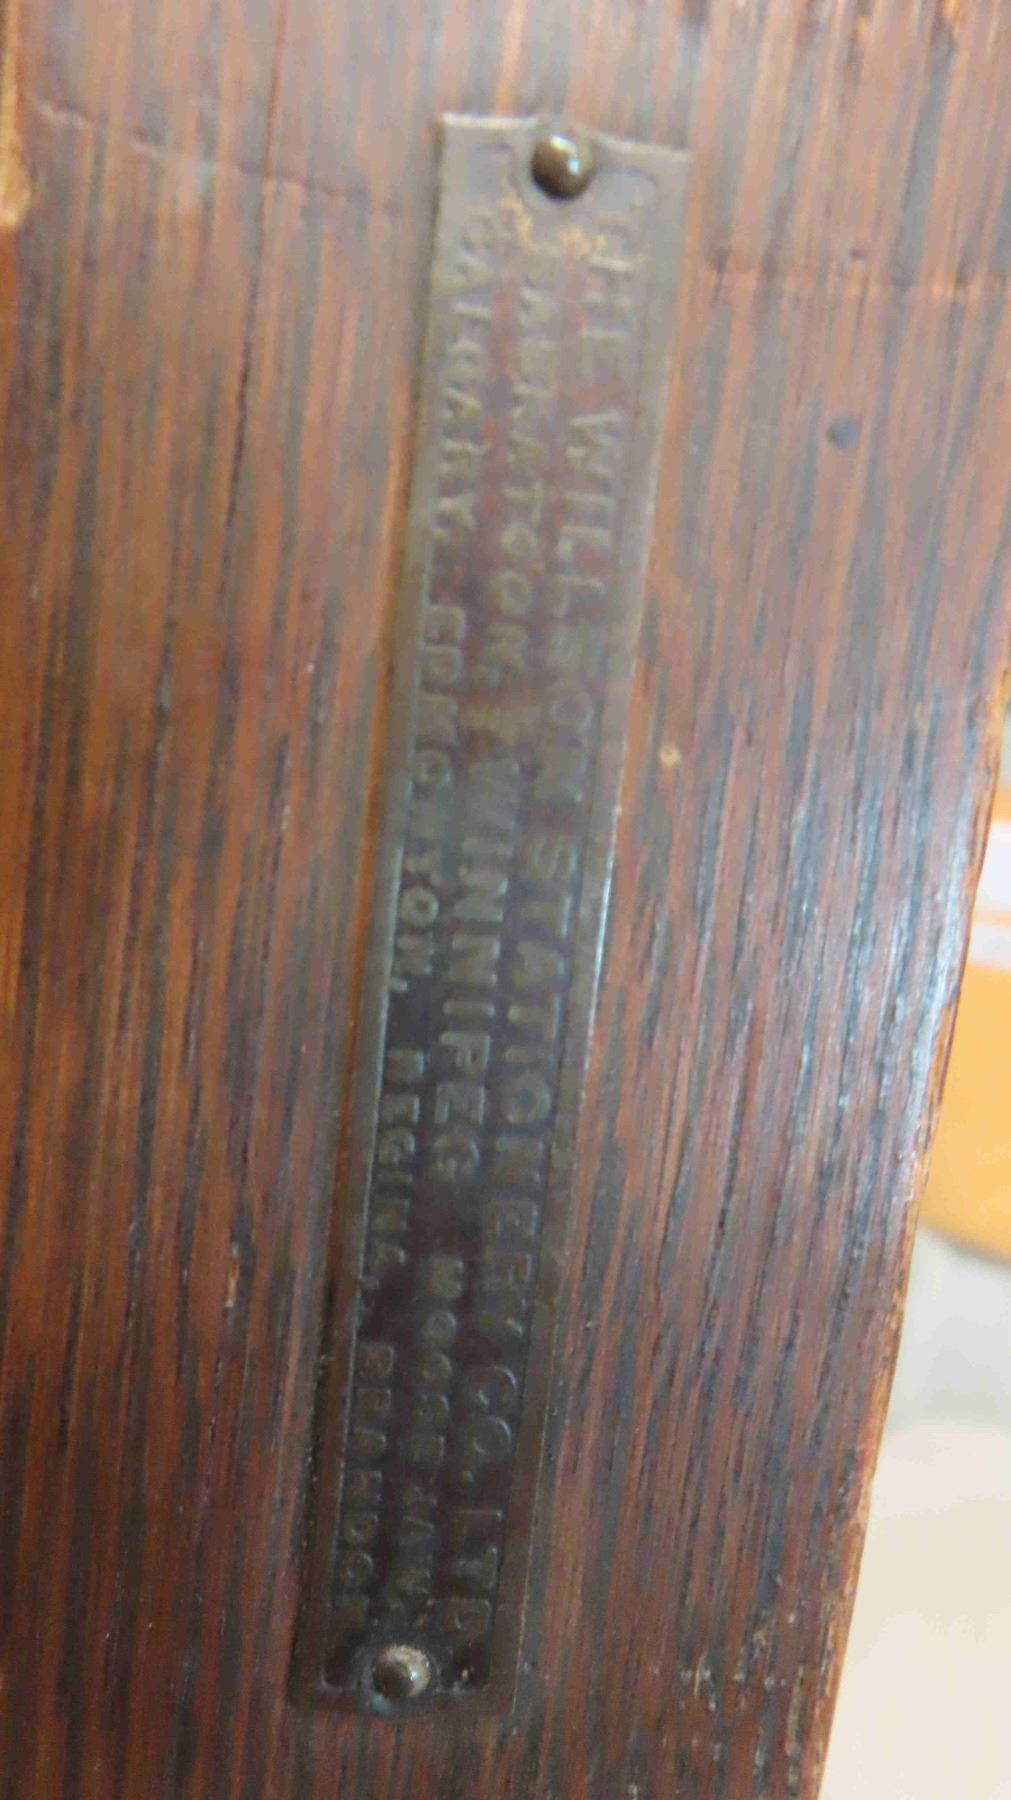 THE WILLSON STATIONERY CO. LTD.
SASKATOON, WINNIPEG MOOSE JAW,
CALGARY, EDMONTON, REGINA, BRANDON